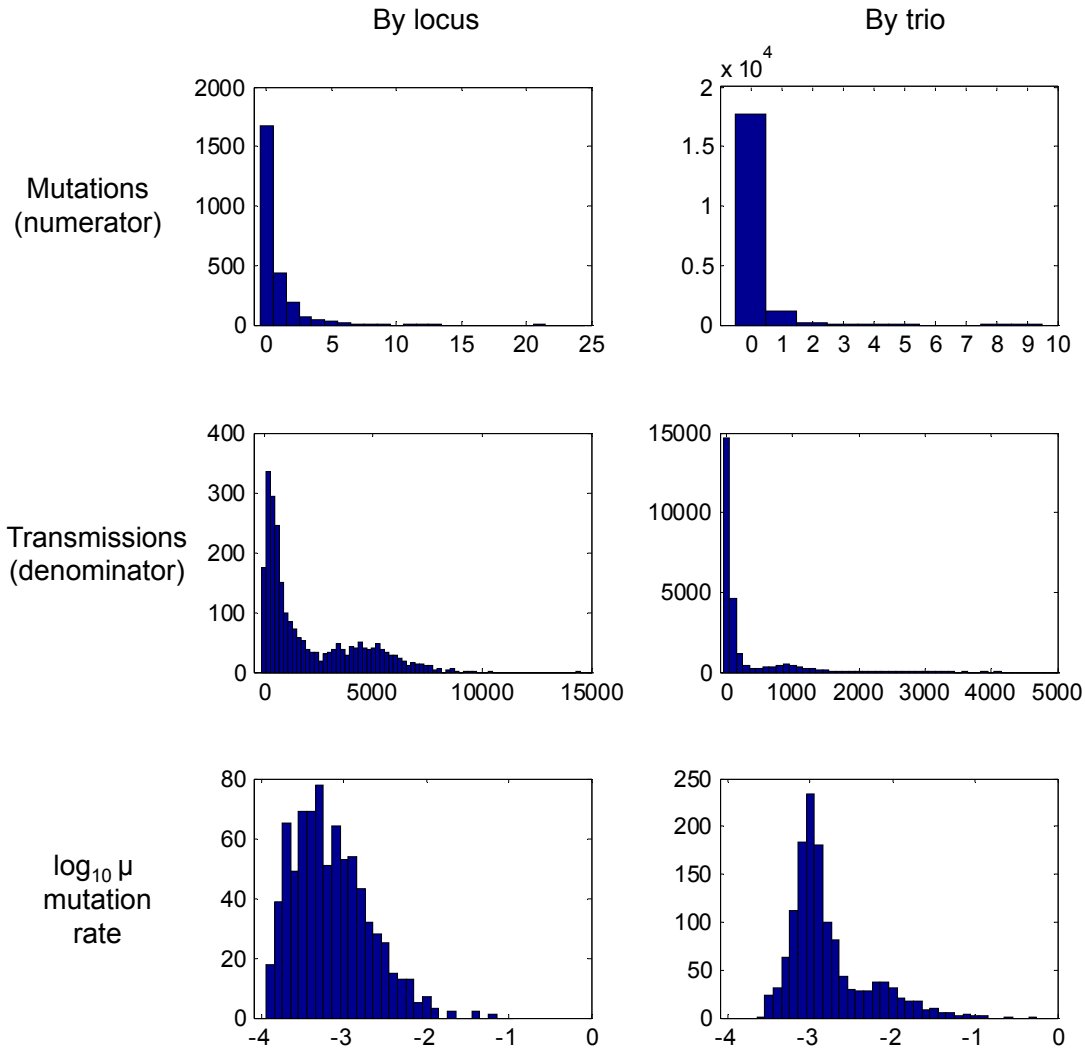 By locus
By trio
Mutations
(numerator)
2000
1500
1000
500
0
0 5 10 15 20 25
x 10^4
2
1.5
1
0.5
0
0 1 2 3 4 5 6 7 8 9 10
Transmissions
(denominator)
400
300
200
100
0
0 5000 10000 15000
15000
10000
5000
0
0 1000 2000 3000 4000 5000
log10 μ
mutation
rate
80
60
40
20
0
-4 -3 -2 -1 0
250
200
150
100
50
0
-4 -3 -2 -1 0